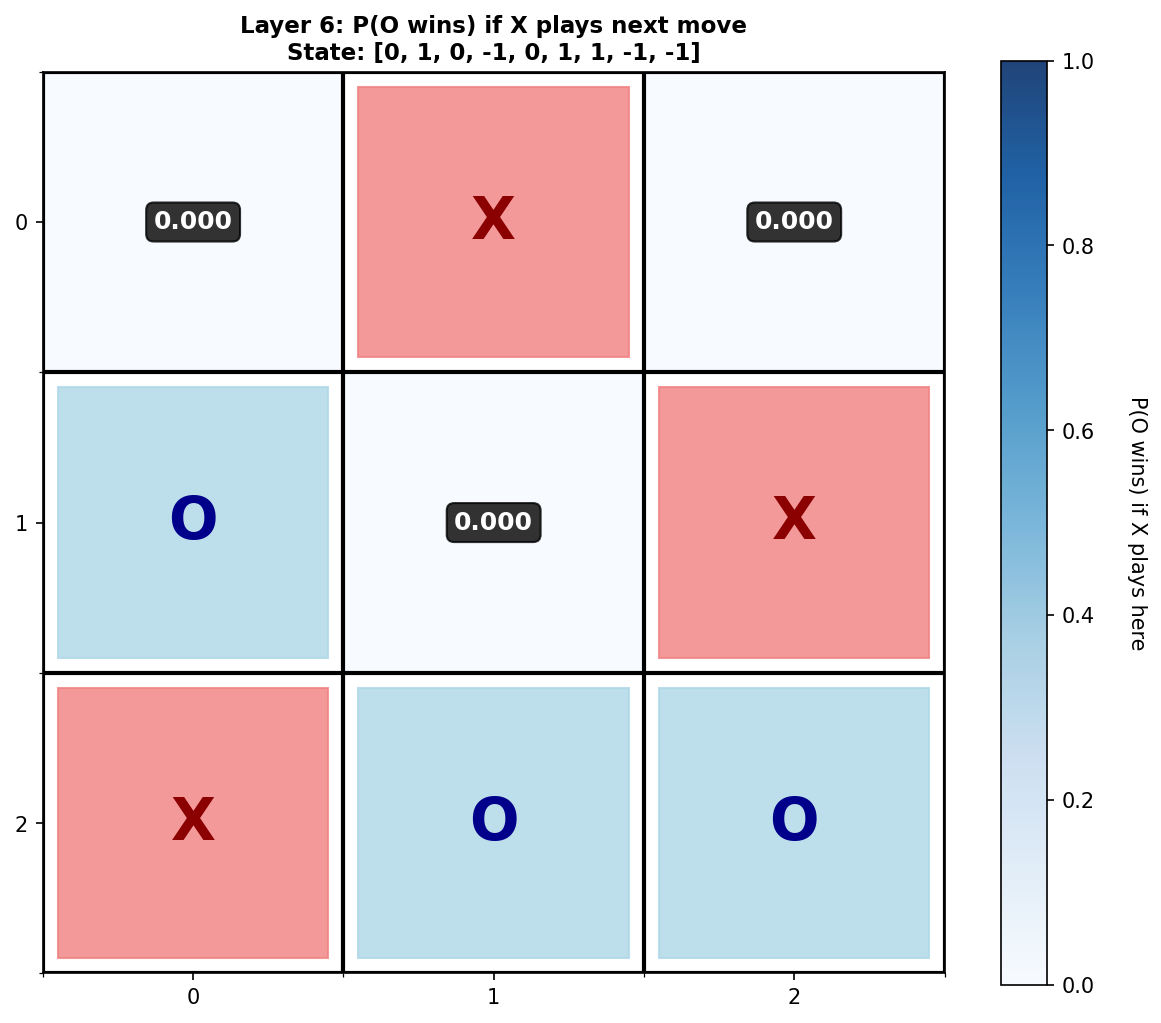 Layer 6: P(O wins) if X plays next move
State: [0, 1, 0, -1, 0, 1, 1, -1, -1]
0.000 X 0.000
O 0.000 X
X O O
0
1
2
0 1 2
1.0
0.8
0.6
0.4
0.2
0.0
P(O wins) if X plays here